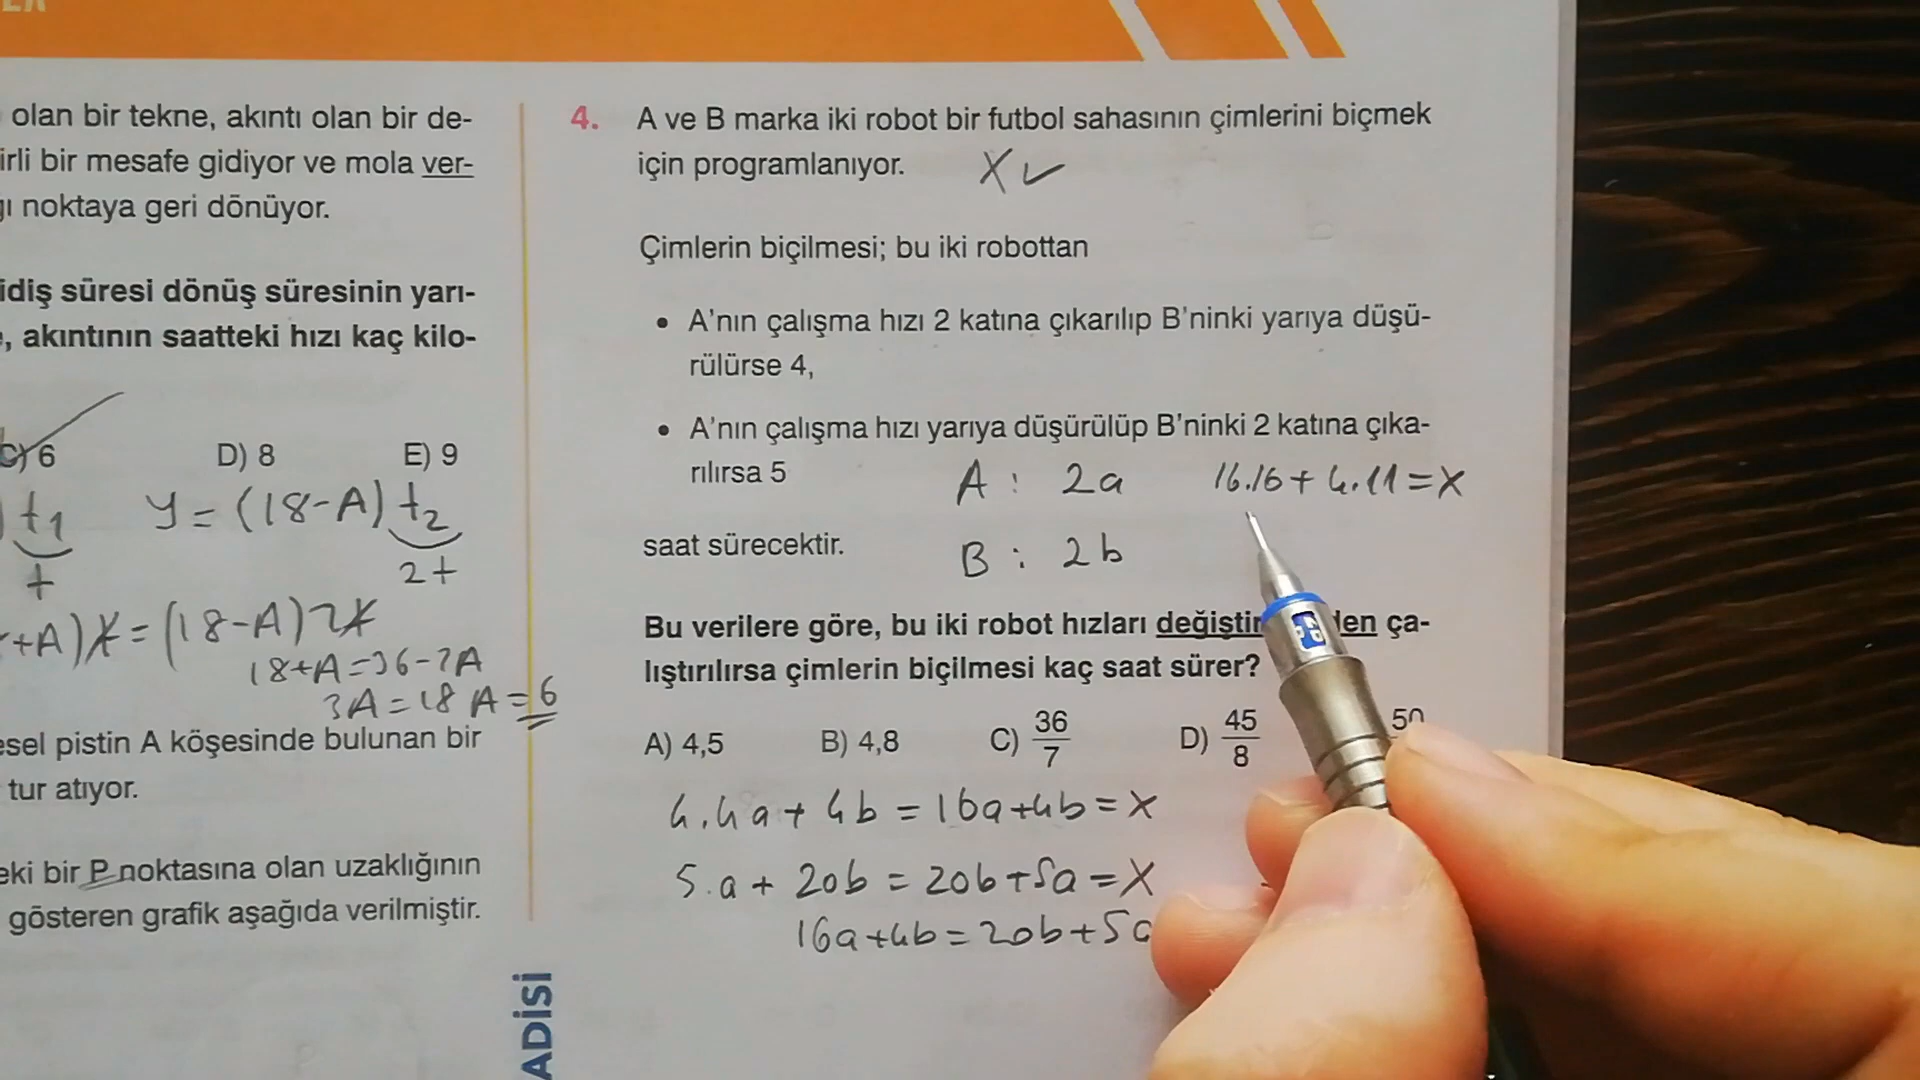 olan bir tekne, akıntı olan bir de-
irli bir mesafe gidiyor ve mola ver-
ğı noktaya geri dönüyor.
idiş süresi dönüş süresinin yarı-
e, akıntının saatteki hızı kaç kilo-
C) 6 D) 8 E) 9
t1 y = (18-A) t2
t 2t
+A)t = (18-A) 2t
18+A=36-2A
3A=18 A=6
esel pistin A köşesinde bulunan bir
tur atıyor.
eki bir P noktasına olan uzaklığının
gösteren grafik aşağıda verilmiştir.
ADİSİ
4. A ve B marka iki robot bir futbol sahasının çimlerini biçmek
için programlanıyor. X ✓
Çimlerin biçilmesi; bu iki robottan
• A'nın çalışma hızı 2 katına çıkarılıp B'ninki yarıya düşü-
rülürse 4,
• A'nın çalışma hızı yarıya düşürülüp B'ninki 2 katına çıka-
rılırsa 5
A : 2a 16.16 + 4.11 = X
saat sürecektir.
B : 2b
Bu verilere göre, bu iki robot hızları ça-
lıştırılırsa çimlerin biçilmesi kaç saat sürer?
A) 4,5 B) 4,8 C) 36/7 D) 45/8 50
4.4a + 4b = 16a+4b = X
5.a + 20b = 20b+5a = X
16a+4b = 20b+5a